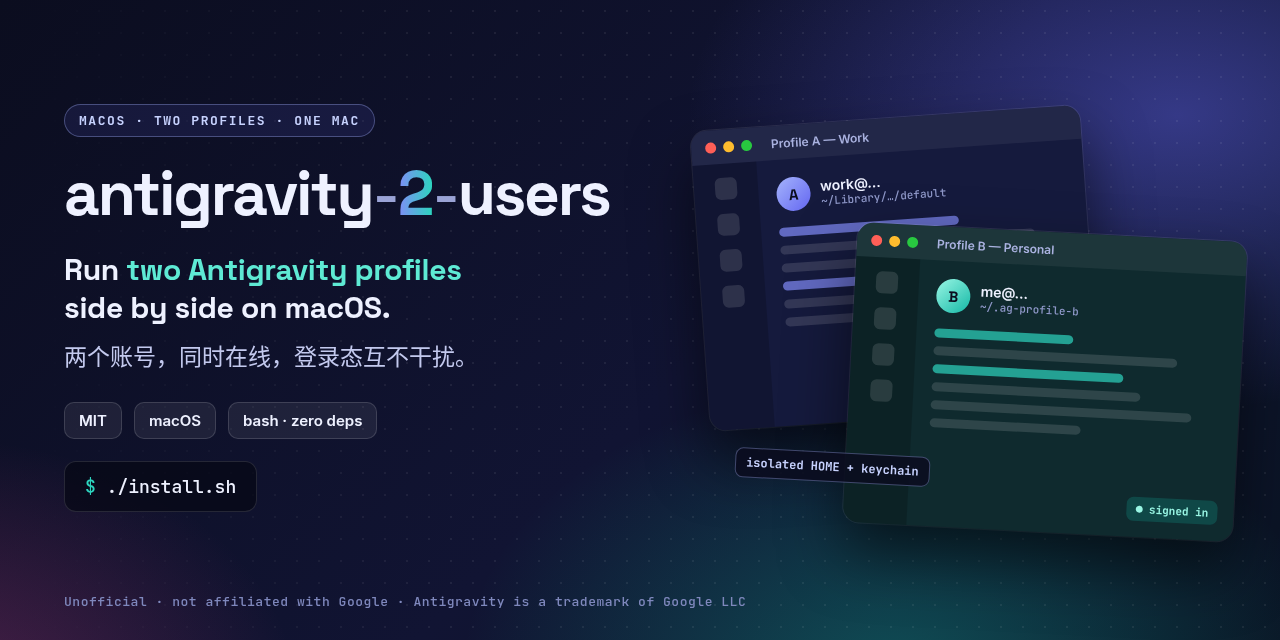 MACOS · TWO PROFILES · ONE MAC
antigravity-2-users
Run two Antigravity profiles
side by side on macOS.
两个账号，同时在线，登录态互不干扰。
MIT
macOS
bash · zero deps
$ ./install.sh
Profile A — Work
A
work@…
~/Library/…/default
Profile B — Personal
B
me@…
~/.ag-profile-b
isolated HOME + keychain
signed in
Unofficial · not affiliated with Google · Antigravity is a trademark of Google LLC